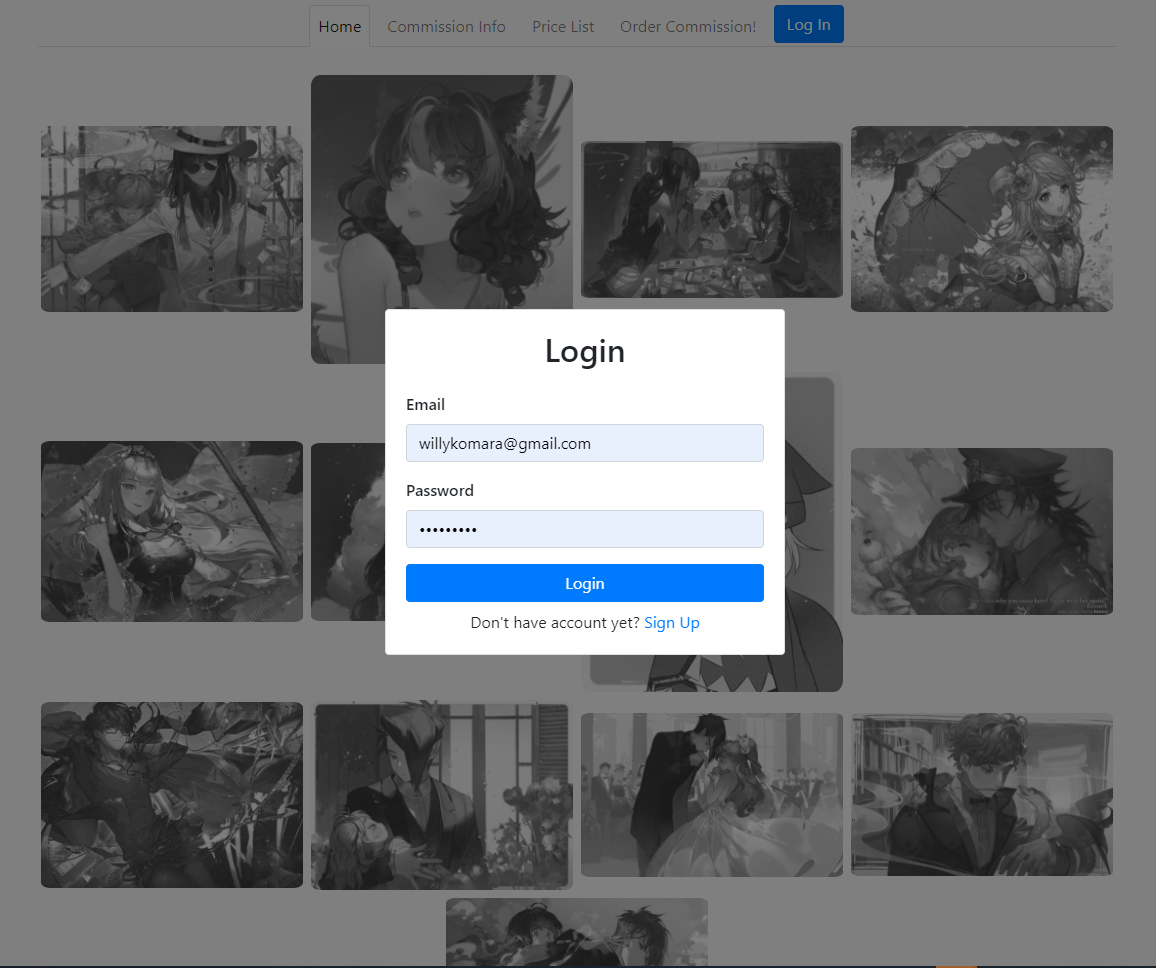 Home Commission Info Price List Order Commission! Log In
Login
Email
willykomara@gmail.com
Password
•••••••••
Login
Don't have account yet? Sign Up